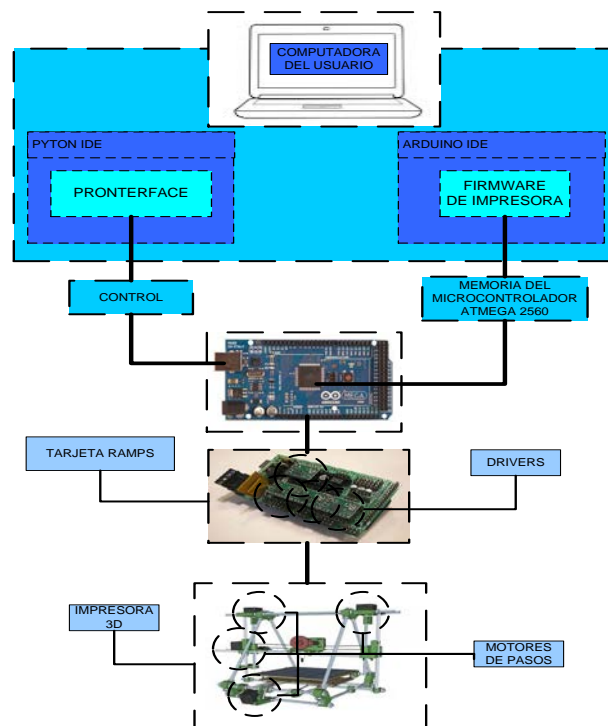 COMPUTADORA
DEL USUARIO
PYTON IDE
ARDUINO IDE
PRONTERFACE
FIRMWARE
DE IMPRESORA
CONTROL
MEMORIA DEL
MICROCONTROLADOR
ATMEGA 2560
MEGA
TARJETA RAMPS
DRIVERS
IMPRESORA
3D
MOTORES
DE PASOS